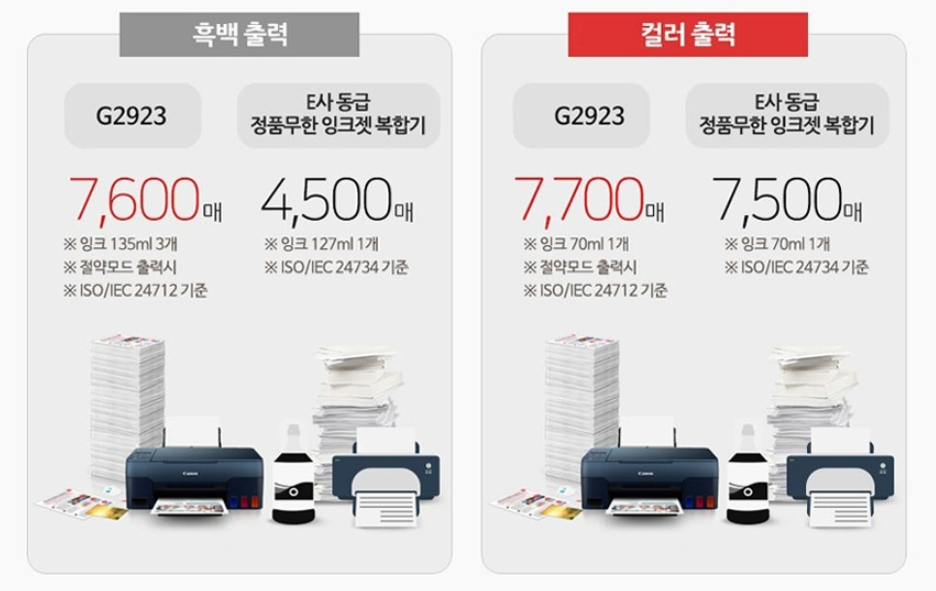 흑백 출력
G2923
E사 동급
정품무한 잉크젯 복합기
7,600매
※ 잉크 135ml 3개
※ 절약모드 출력시
※ ISO/IEC 24712 기준
4,500매
※ 잉크 127ml 1개
※ ISO/IEC 24734 기준
Canon
컬러 출력
G2923
E사 동급
정품무한 잉크젯 복합기
7,700매
※ 잉크 70ml 1개
※ 절약모드 출력시
※ ISO/IEC 24712 기준
7,500매
※ 잉크 70ml 1개
※ ISO/IEC 24734 기준
Canon